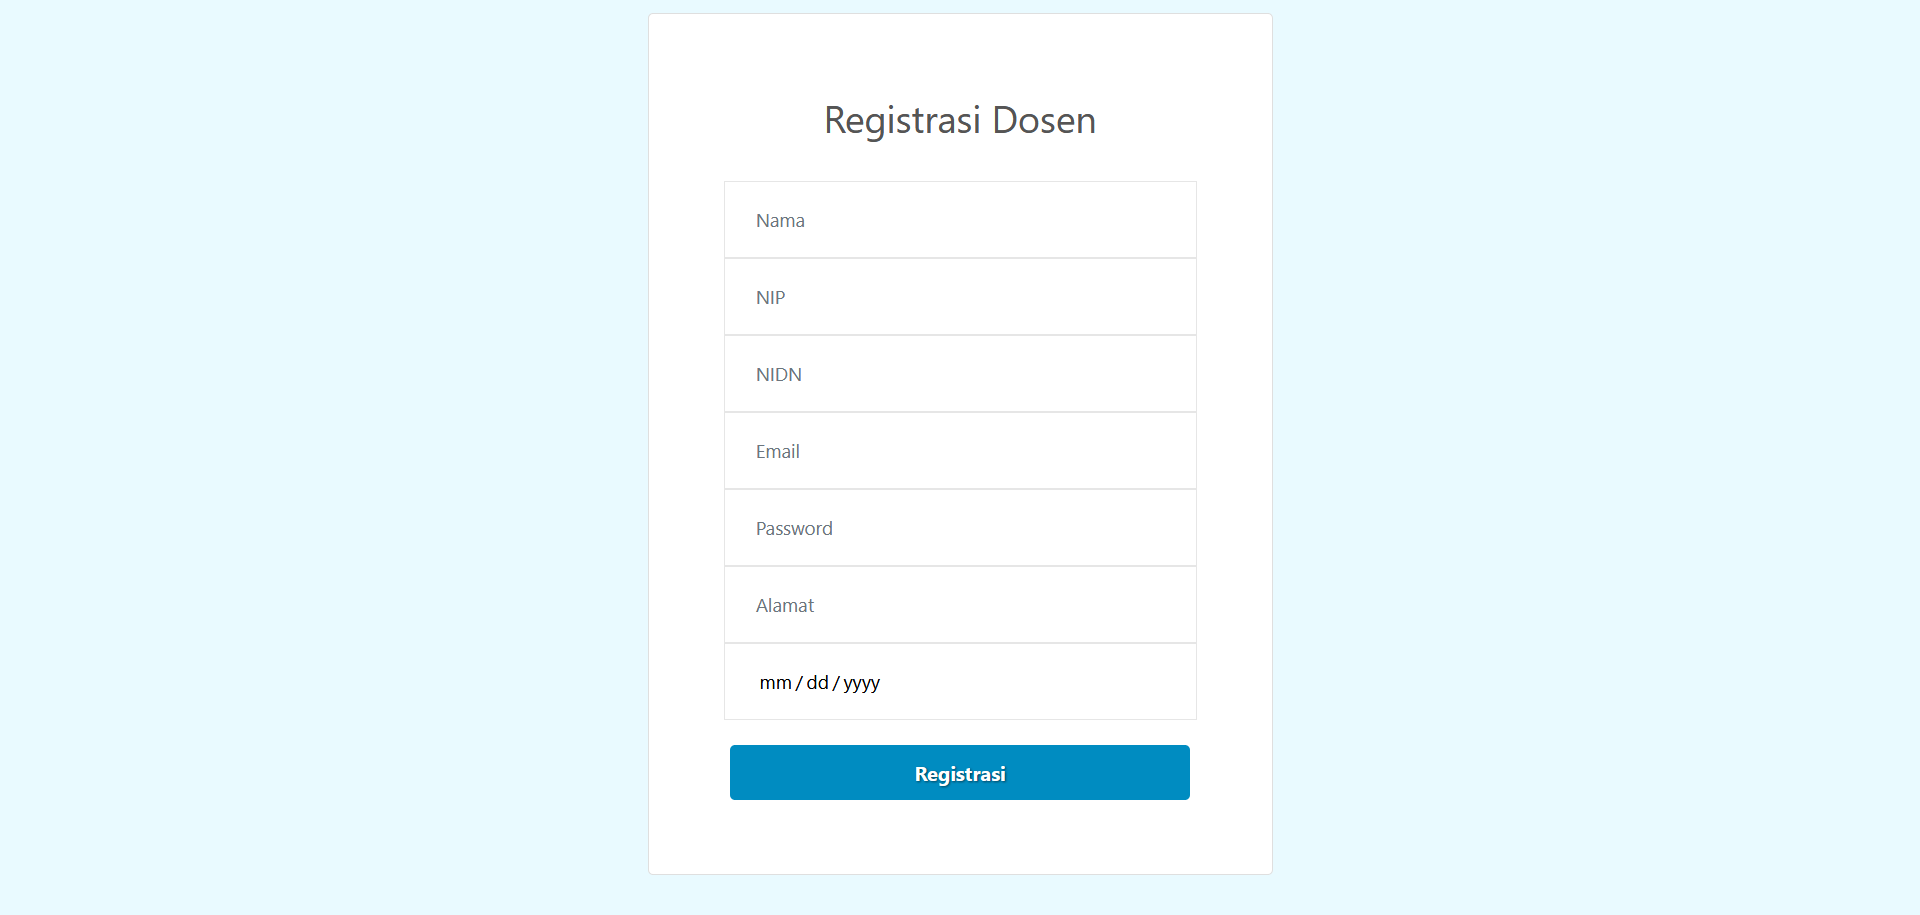 Registrasi Dosen
Nama
NIP
NIDN
Email
Password
Alamat
mm/dd/yyyy
Registrasi